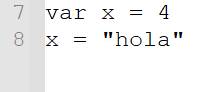 7 var x = 4
8 x = "hola"